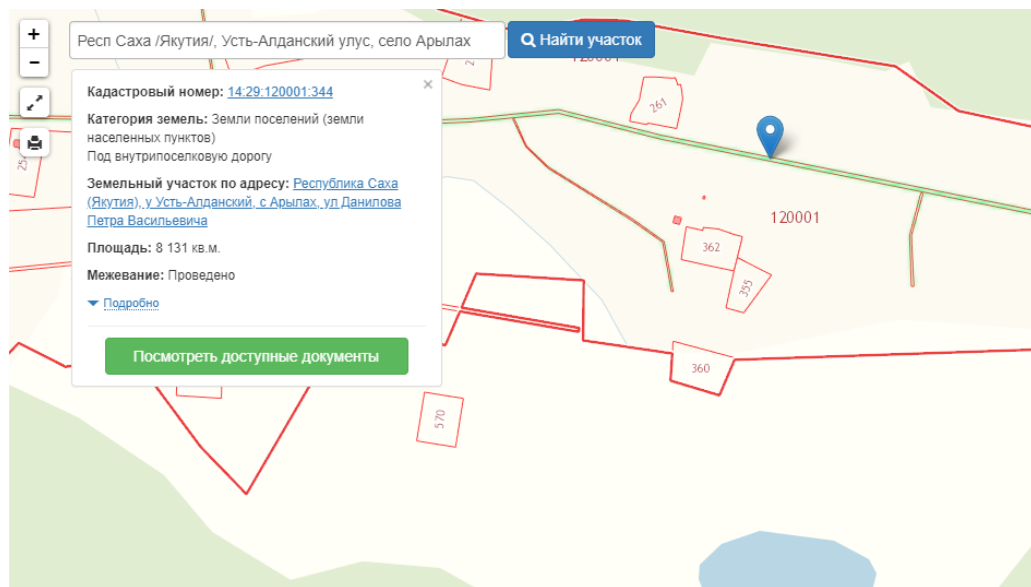 +
−
Респ Саха /Якутия/, Усть-Алданский улус, село Арылах
Найти участок
Кадастровый номер: 14:29:120001:344
×
Категория земель: Земли поселений (земли
населенных пунктов)
Под внутрипоселковую дорогу
Земельный участок по адресу: Республика Саха
(Якутия), у Усть-Алданский, с Арылах, ул Данилова
Петра Васильевича
Площадь: 8 131 кв.м.
Межевание: Проведено
Подробно
Посмотреть доступные документы
261
120001
362
355
360
570